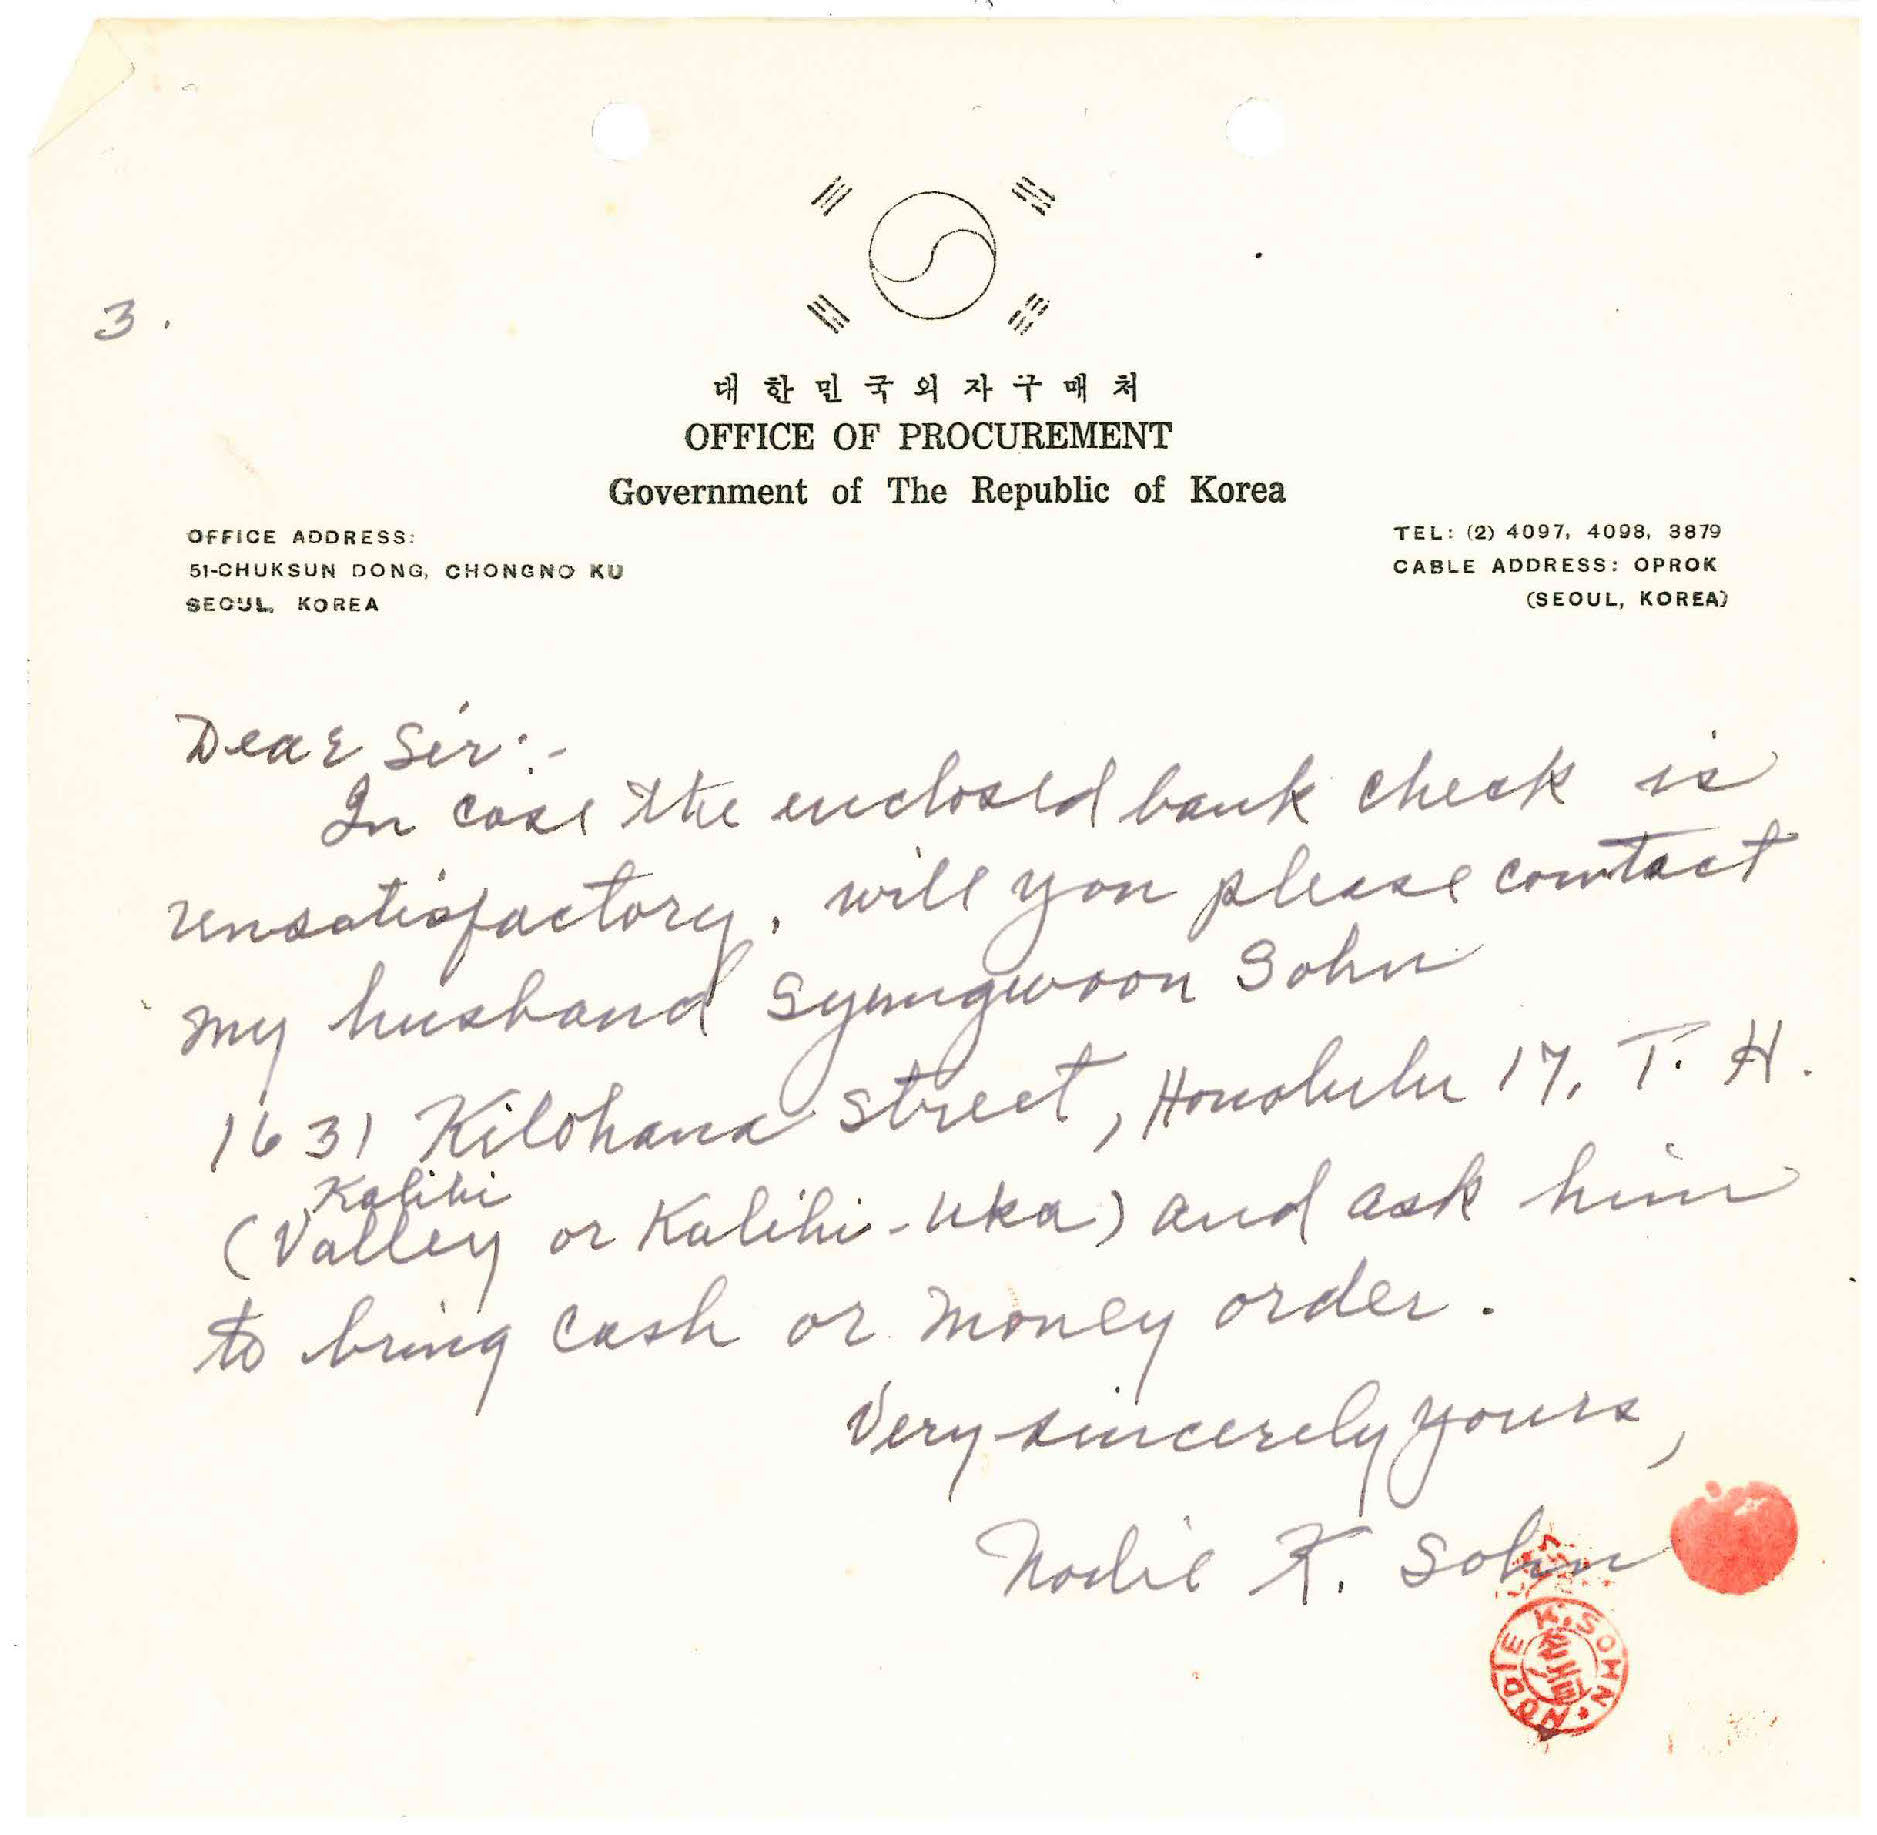 3.
대한민국외자구매처
OFFICE OF PROCUREMENT
Government of The Republic of Korea
OFFICE ADDRESS:
51-CHUKSUN DONG, CHONGNO KU
SEOUL, KOREA
TEL: (2) 4097, 4098, 3879
CABLE ADDRESS: OPROK
(SEOUL, KOREA)
Dear Sir:-
In case the enclosed bank check is
unsatisfactory, will you please contact
my husband Syungwoon Sohn
1631 Kilohana Street, Honolulu 17, T. H.
Kalihi
(Valley or Kalihi-uka) and ask him
to bring cash or money order.
Very sincerely yours,
Nodie K. Sohn
NODIE K. SOHN